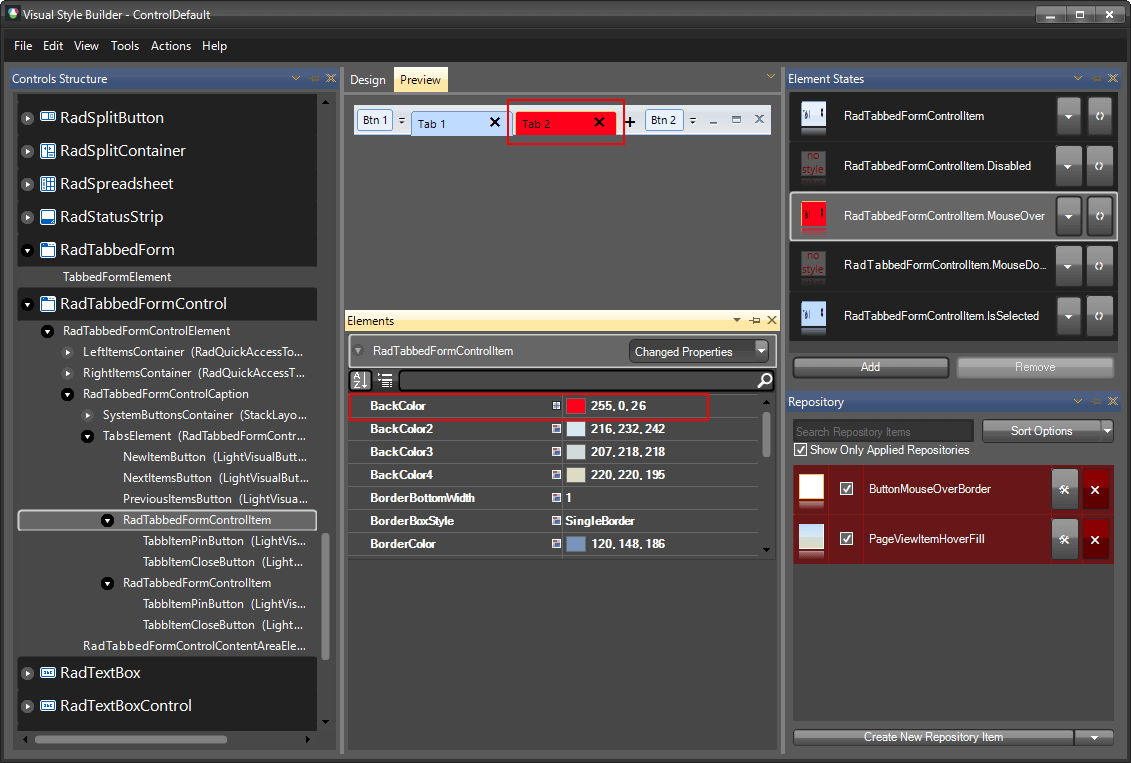 Visual Style Builder - ControlDefault
File Edit View Tools Actions Help
Controls Structure
RadSplitButton
RadSplitContainer
RadSpreadsheet
RadStatusStrip
RadTabbedForm
TabbedFormElement
RadTabbedFormControl
RadTabbedFormControlElement
LeftItemsContainer (RadQuickAccessTo...
RightItemsContainer (RadQuickAccessT...
RadTabbedFormControlCaption
SystemButtonsContainer (StackLayo...
TabsElement (RadTabbedFormContr...
NewItemButton (LightVisualButt...
NextItemsButton (LightVisualBut...
PreviousItemsButton (LightVisua...
RadTabbedFormControlItem
TabbItemPinButton (LightVis...
TabbItemCloseButton (Light...
RadTabbedFormControlItem
TabbItemPinButton (LightVis...
TabbItemCloseButton (Light...
RadTabbedFormControlContentAreaEle...
RadTextBox
RadTextBoxControl
Design Preview
Btn 1 Tab 1 Tab 2 Btn 2
Elements
RadTabbedFormControlItem Changed Properties
A
Z
BackColor 255, 0, 26
BackColor2 216, 232, 242
BackColor3 207, 218, 218
BackColor4 220, 220, 195
BorderBottomWidth 1
BorderBoxStyle SingleBorder
BorderColor 120, 148, 186
Element States
RadTabbedFormControlItem
no
style
RadTabbedFormControlItem.Disabled
RadTabbedFormControlItem.MouseOver
no
style
RadTabbedFormControlItem.MouseDo...
RadTabbedFormControlItem.IsSelected
Add Remove
Repository
Search Repository Items Sort Options
Show Only Applied Repositories
ButtonMouseOverBorder
PageViewItemHoverFill
Create New Repository Item